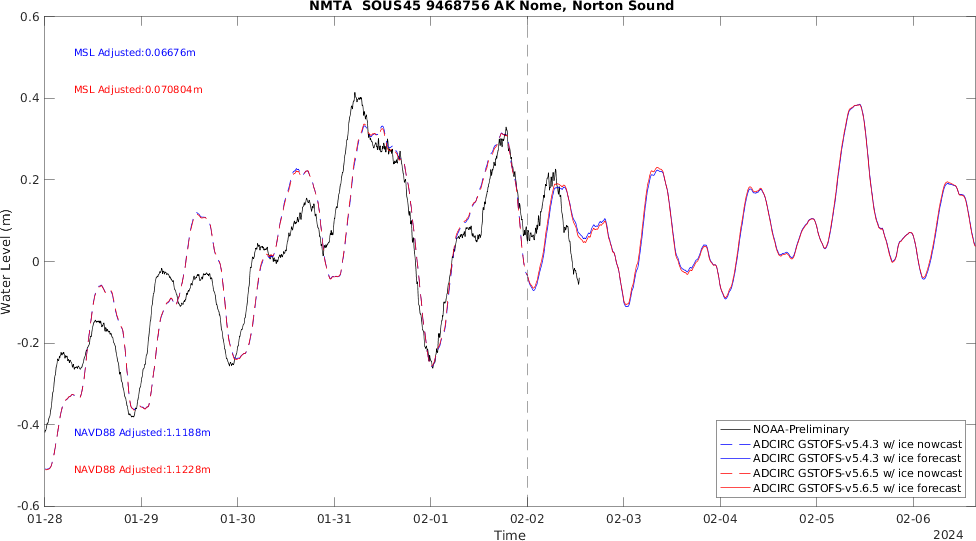 NMTA SOUS45 9468756 AK Nome, Norton Sound
0.6
MSL Adjusted:0.06676m
MSL Adjusted:0.070804m
0.4
0.2
0
-0.2
-0.4
-0.6
Water Level (m)
NAVD88 Adjusted:1.1188m
NAVD88 Adjusted:1.1228m
NOAA-Preliminary
ADCIRC GSTOFS-v5.4.3 w/ ice nowcast
ADCIRC GSTOFS-v5.4.3 w/ ice forecast
ADCIRC GSTOFS-v5.6.5 w/ ice nowcast
ADCIRC GSTOFS-v5.6.5 w/ ice forecast
01-28 01-29 01-30 01-31 02-01 02-02 02-03 02-04 02-05 02-06
Time
2024